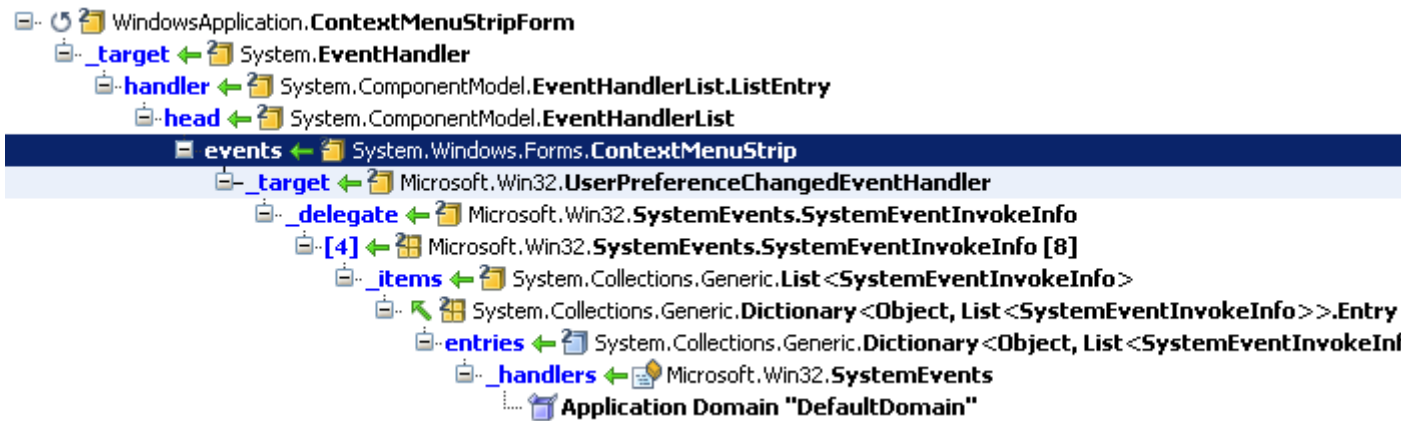 WindowsApplication.ContextMenuStripForm
_target System.EventHandler
handler System.ComponentModel.EventHandlerList.ListEntry
head System.ComponentModel.EventHandlerList
events System.Windows.Forms.ContextMenuStrip
_target Microsoft.Win32.UserPreferenceChangedEventHandler
_delegate Microsoft.Win32.SystemEvents.SystemEventInvokeInfo
[4] Microsoft.Win32.SystemEvents.SystemEventInvokeInfo [8]
_items System.Collections.Generic.List<SystemEventInvokeInfo>
System.Collections.Generic.Dictionary<Object, List<SystemEventInvokeInfo>>.Entry
entries System.Collections.Generic.Dictionary<Object, List<SystemEventInvokeInf
_handlers Microsoft.Win32.SystemEvents
Application Domain "DefaultDomain"